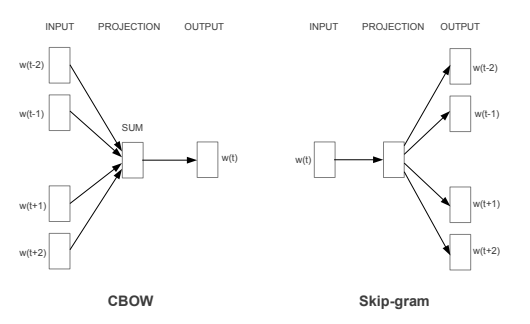 INPUT PROJECTION OUTPUT
w(t-2)
w(t-1)
SUM
w(t)
w(t+1)
w(t+2)
CBOW
INPUT PROJECTION OUTPUT
w(t-2)
w(t-1)
w(t)
w(t+1)
w(t+2)
Skip-gram